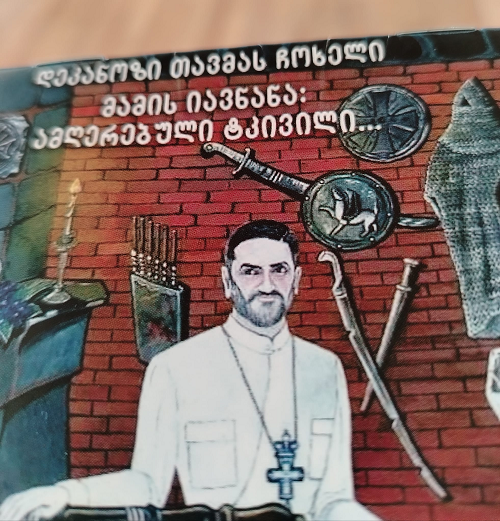 დეკანოზი თავმას ჩოხელი
მამის იავნანა:
ამღერებული ტკივილი...